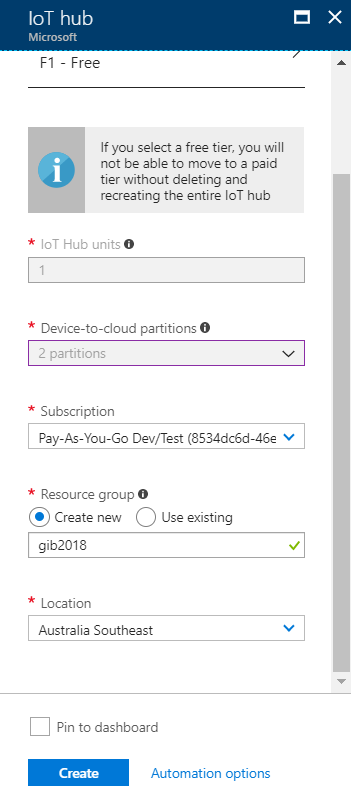 IoT hub
Microsoft
F1 - Free
If you select a free tier, you will
not be able to move to a paid
tier without deleting and
recreating the entire IoT hub
* IoT Hub units
1
* Device-to-cloud partitions
2 partitions
* Subscription
Pay-As-You-Go Dev/Test (8534dc6d-46e
* Resource group
Create new Use existing
gib2018
* Location
Australia Southeast
Pin to dashboard
Create Automation options